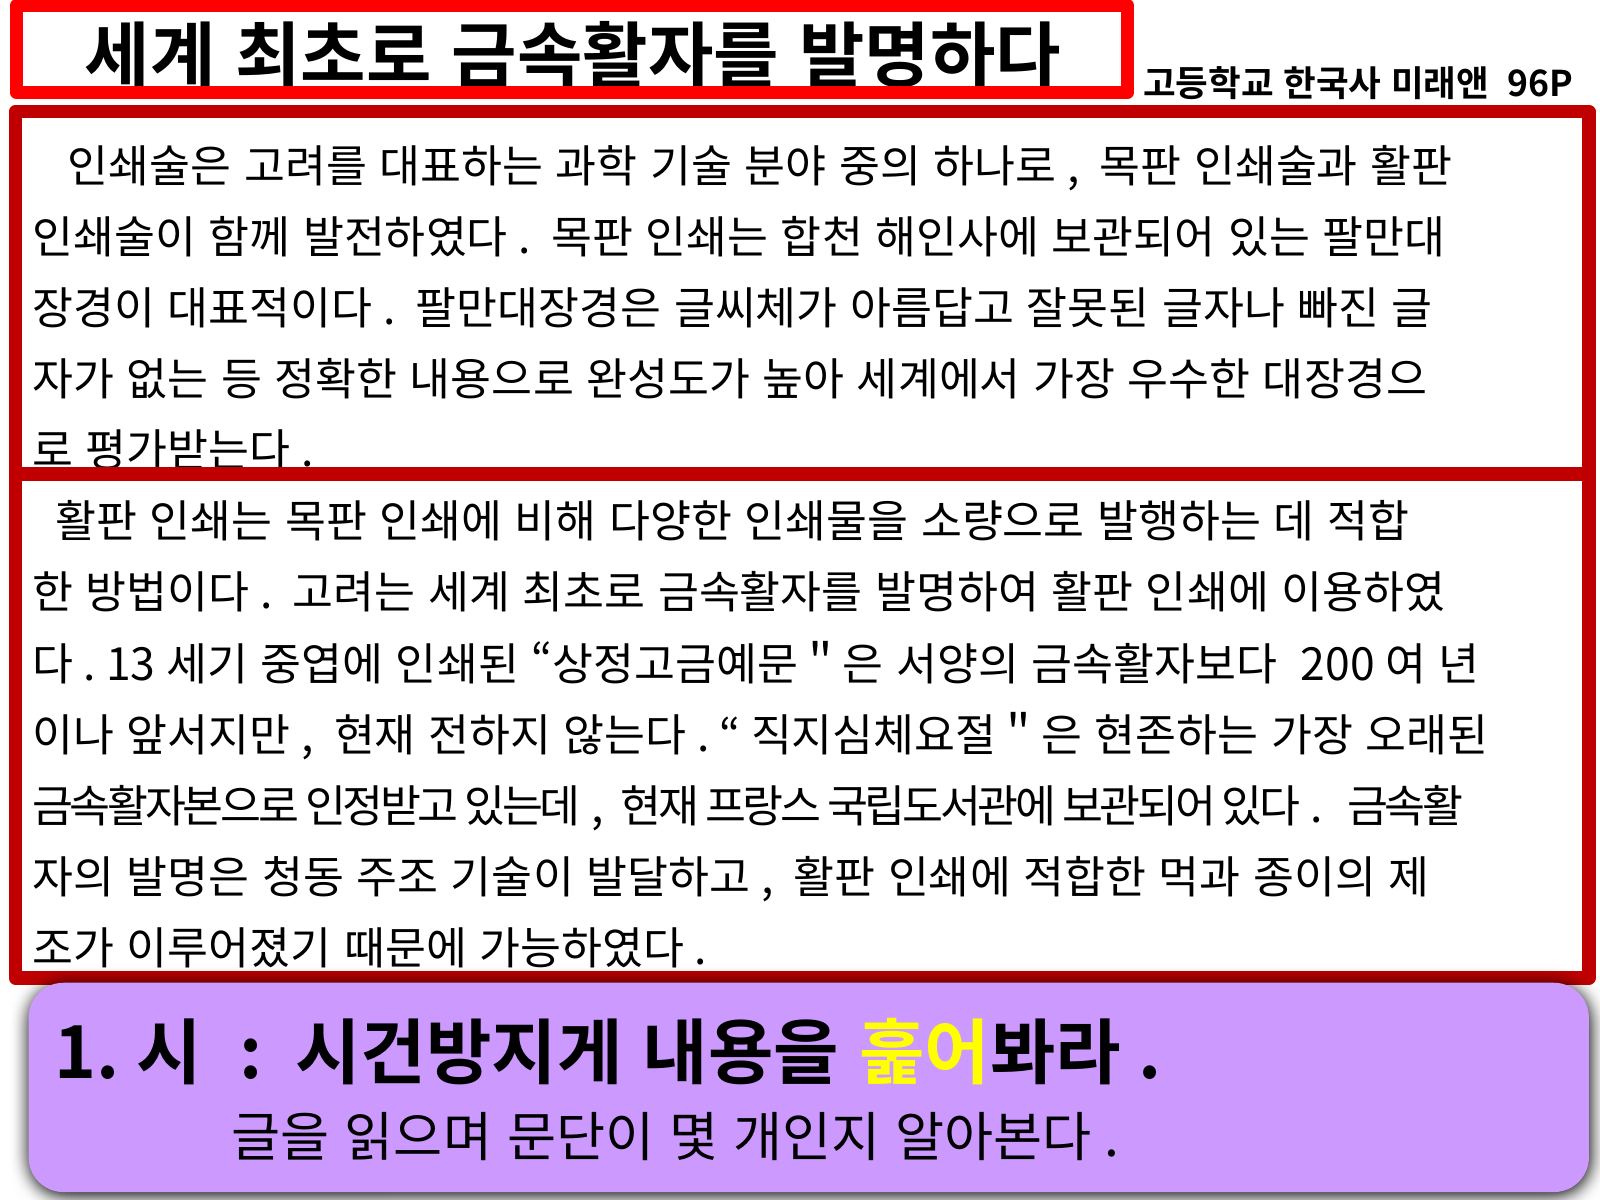 세계 최초로 금속활자를 발명하다
고등학교 한국사 미래앤 96P
인쇄술은 고려를 대표하는 과학 기술 분야 중의 하나로 , 목판 인쇄술과 활판
인쇄술이 함께 발전하였다 . 목판 인쇄는 합천 해인사에 보관되어 있는 팔만대
장경이 대표적이다 . 팔만대장경은 글씨체가 아름답고 잘못된 글자나 빠진 글
자가 없는 등 정확한 내용으로 완성도가 높아 세계에서 가장 우수한 대장경으
로 평가받는다 .
활판 인쇄는 목판 인쇄에 비해 다양한 인쇄물을 소량으로 발행하는 데 적합
한 방법이다 . 고려는 세계 최초로 금속활자를 발명하여 활판 인쇄에 이용하였
다 . 13 세기 중엽에 인쇄된 “상정고금예문 " 은 서양의 금속활자보다 200 여 년
이나 앞서지만 , 현재 전하지 않는다 . “ 직지심체요절 " 은 현존하는 가장 오래된
금속활자본으로 인정받고 있는데 , 현재 프랑스 국립도서관에 보관되어 있다 . 금속활
자의 발명은 청동 주조 기술이 발달하고 , 활판 인쇄에 적합한 먹과 종이의 제
조가 이루어졌기 때문에 가능하였다 .
1. 시 : 시건방지게 내용을 훑어봐라 .
글을 읽으며 문단이 몇 개인지 알아본다 .